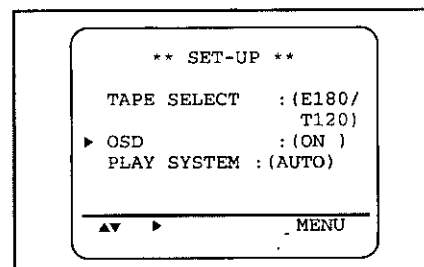 ** SET-UP **
TAPE SELECT :(E180/
T120)
▶ OSD :(ON )
PLAY SYSTEM :(AUTO)
▲▼ ▶ MENU